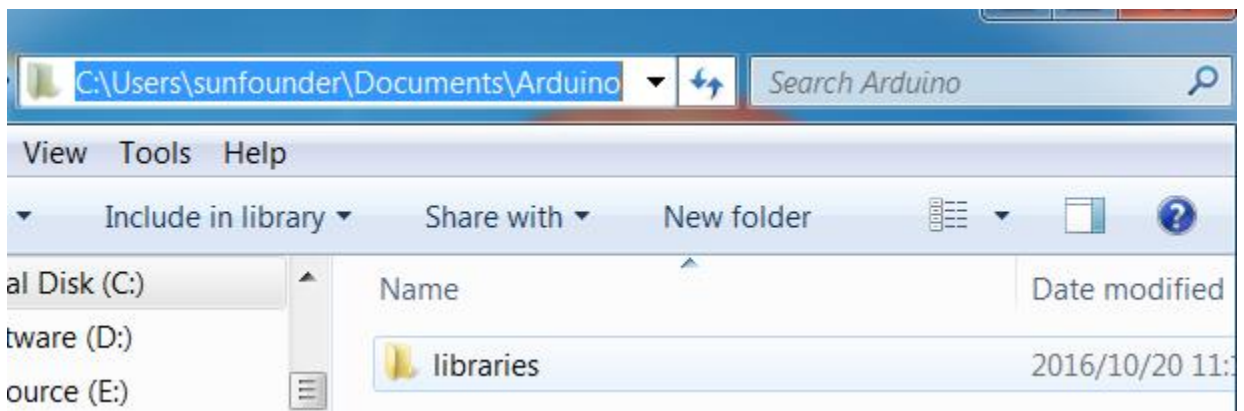 C:\Users\sunfounder\Documents\Arduino Search Arduino
View Tools Help
Include in library Share with New folder
al Disk (C:) Name Date modified
tware (D:)
libraries 2016/10/20 11:
ource (E:)